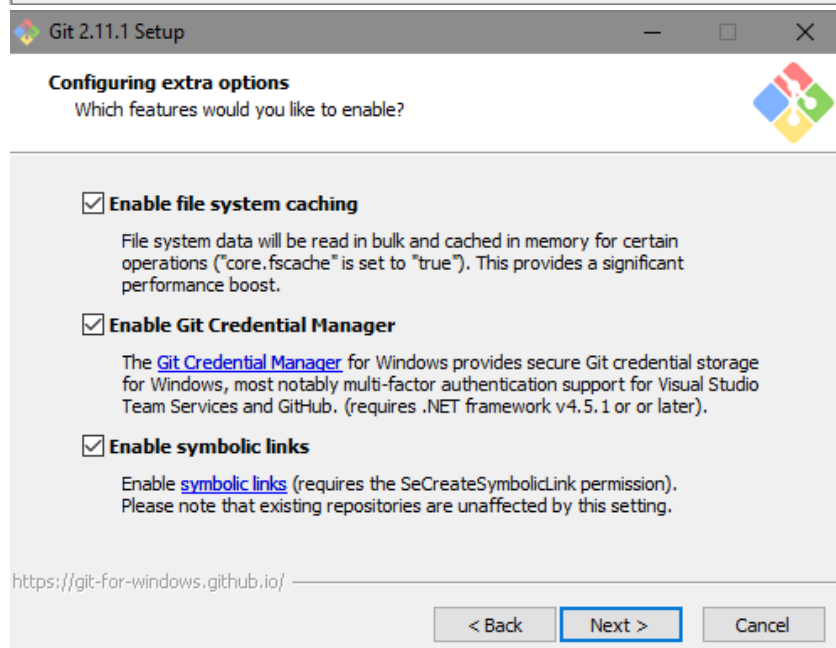 Git 2.11.1 Setup
Configuring extra options
Which features would you like to enable?
Enable file system caching
File system data will be read in bulk and cached in memory for certain
operations ("core.fscache" is set to "true"). This provides a significant
performance boost.
Enable Git Credential Manager
The Git Credential Manager for Windows provides secure Git credential storage
for Windows, most notably multi-factor authentication support for Visual Studio
Team Services and GitHub. (requires .NET framework v4.5.1 or or later).
Enable symbolic links
Enable symbolic links (requires the SeCreateSymbolicLink permission).
Please note that existing repositories are unaffected by this setting.
https://git-for-windows.github.io/
< Back Next > Cancel